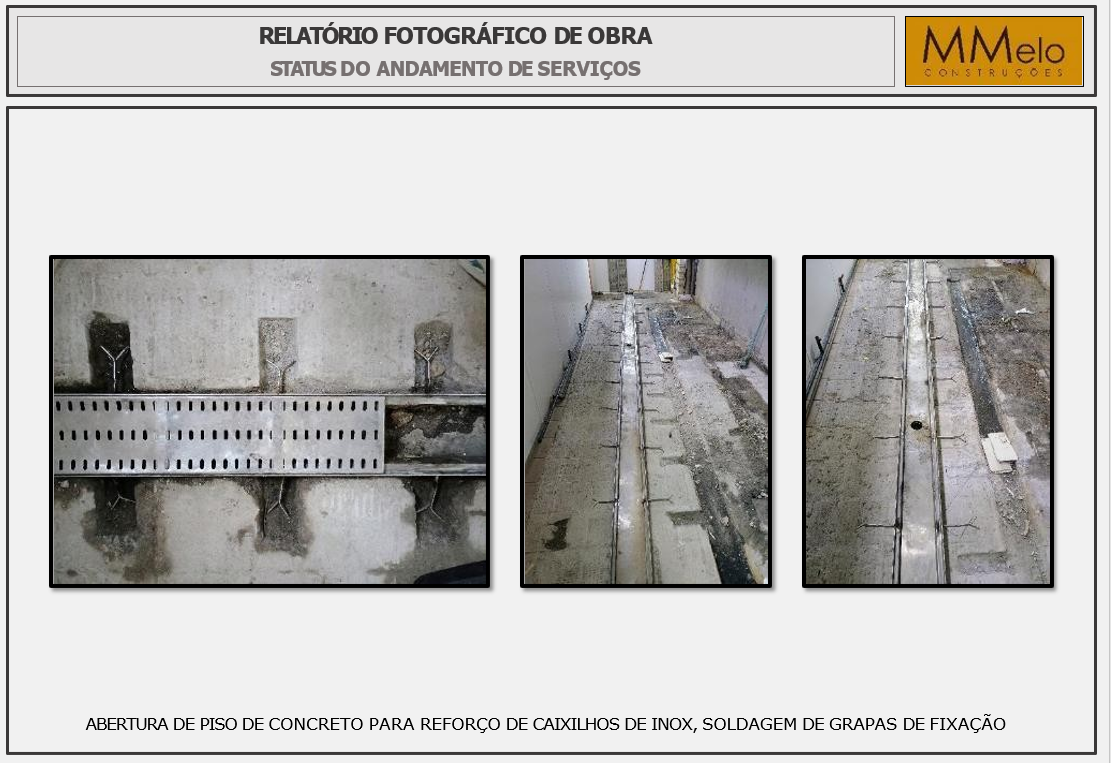 RELATÓRIO FOTOGRÁFICO DE OBRA
STATUS DO ANDAMENTO DE SERVIÇOS
MMelo
CONSTRUÇÕES
ABERTURA DE PISO DE CONCRETO PARA REFORÇO DE CAIXILHOS DE INOX, SOLDAGEM DE GRAPAS DE FIXAÇÃO